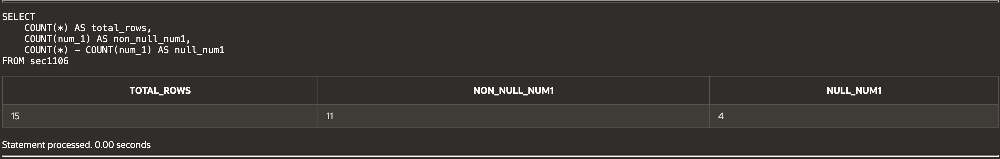 SELECT
    COUNT(*) AS total_rows,
    COUNT(num_1) AS non_null_num1,
    COUNT(*) - COUNT(num_1) AS null_num1
FROM sec1106
TOTAL_ROWS NON_NULL_NUM1 NULL_NUM1
15 11 4
Statement processed. 0.00 seconds